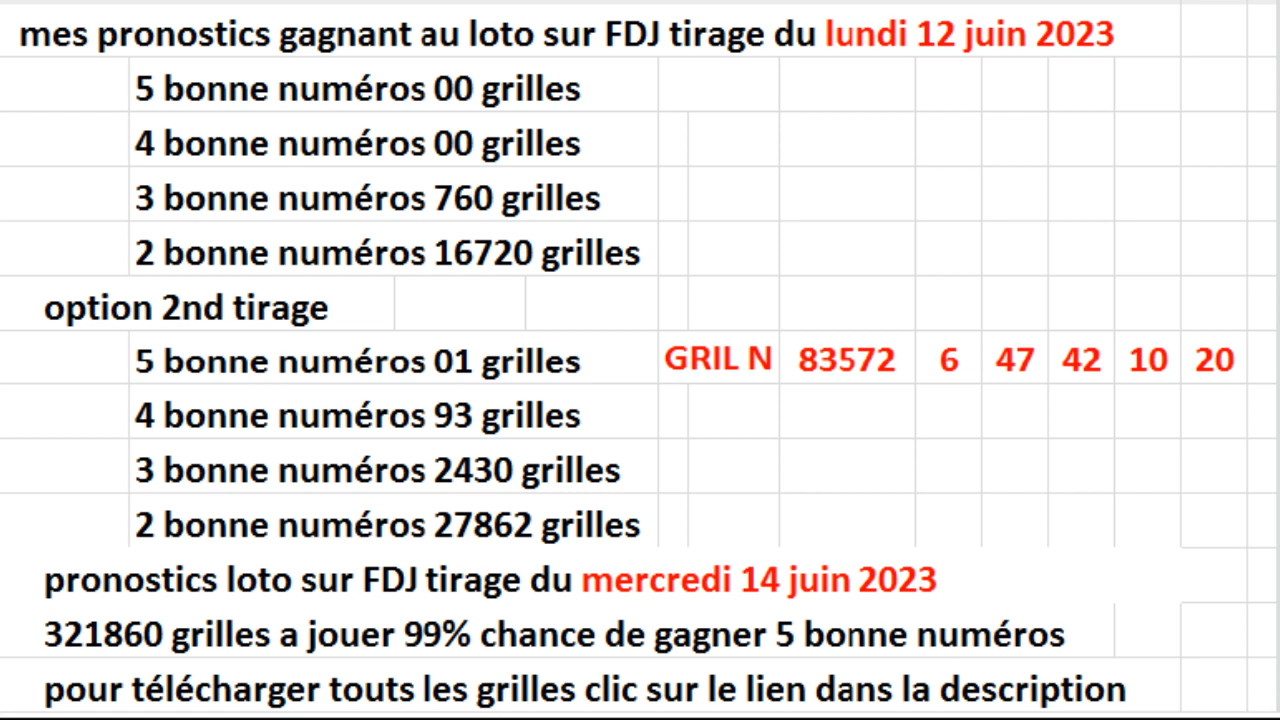 mes pronostics gagnant au loto sur FDJ tirage du lundi 12 juin 2023
5 bonne numéros 00 grilles
4 bonne numéros 00 grilles
3 bonne numéros 760 grilles
2 bonne numéros 16720 grilles
option 2nd tirage
5 bonne numéros 01 grilles GRIL N 83572 6 47 42 10 20
4 bonne numéros 93 grilles
3 bonne numéros 2430 grilles
2 bonne numéros 27862 grilles
pronostics loto sur FDJ tirage du mercredi 14 juin 2023
321860 grilles a jouer 99% chance de gagner 5 bonne numéros
pour télécharger touts les grilles clic sur le lien dans la description